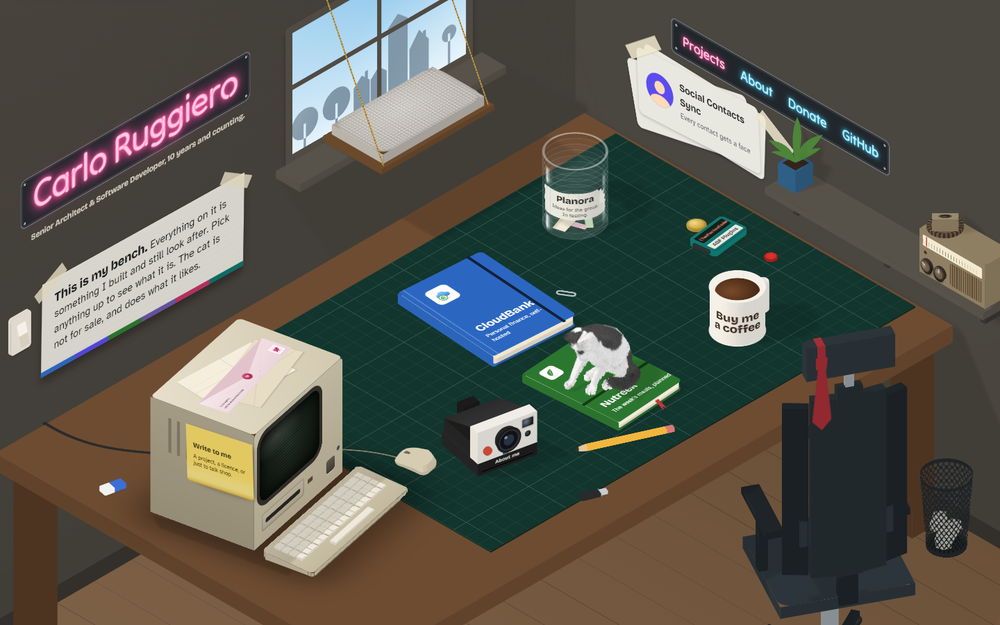 Carlo Ruggiero
Senior Architect & Software Developer, 10 years and counting.
This is my bench. Everything on it is
something I built and still look after. Pick
anything up to see what it is. The cat is
not for sale, and does what it likes.
Projects
About
Donate
GitHub
Social Contacts
Sync
Every contact gets a face
Planora
Ideas for the group.
In testing.
CloudBank
Personal finance, self-
hosted
Buy me
a coffee
The week's meals, planned
Write to me
A project, a licence, or
just to talk shop.
About me